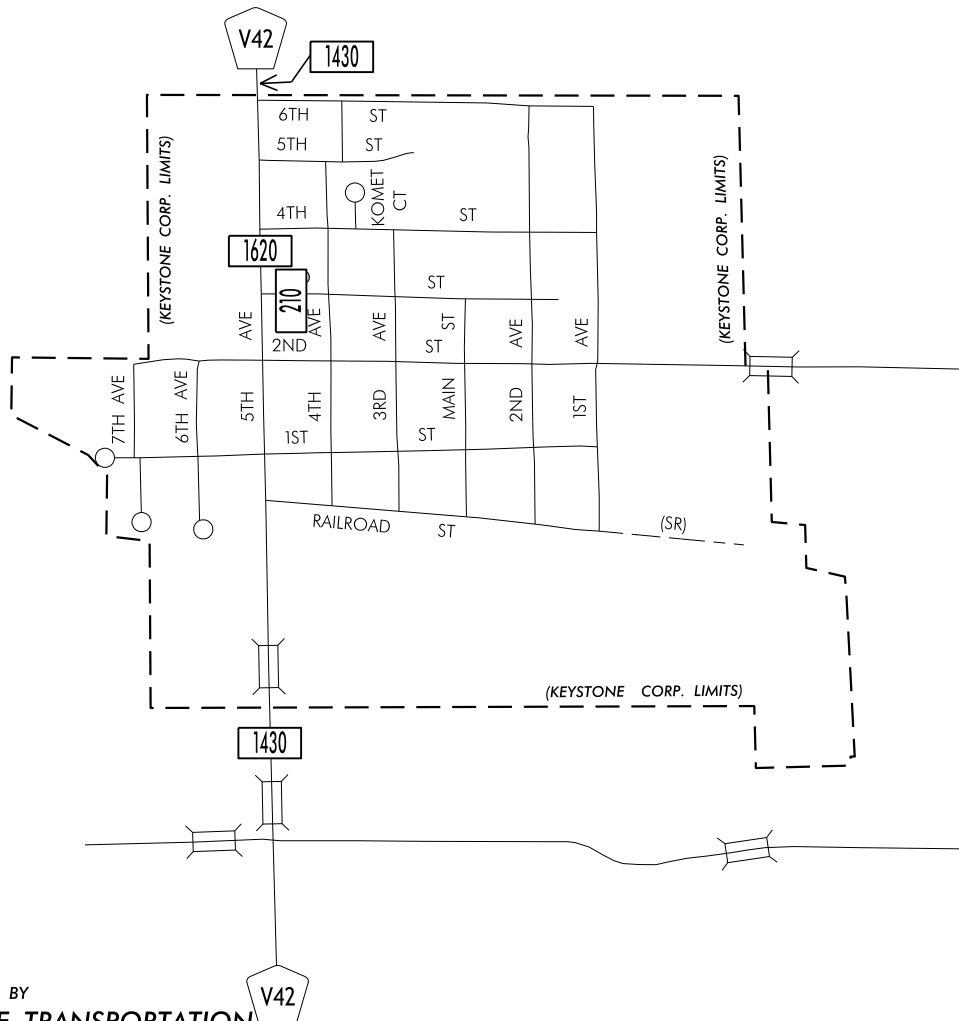 V42
1430
6TH ST
5TH ST
(KEYSTONE CORP. LIMITS)
(KEYSTONE CORP. LIMITS)
KOMET
CT
4TH ST
1620
210
ST
AVE
AVE
AVE
ST
AVE
AVE
2ND ST
7TH AVE
6TH AVE
5TH
4TH
3RD
MAIN
2ND
1ST
1ST ST
RAILROAD ST
(SR)
(KEYSTONE CORP. LIMITS)
1430
V42
BY
TRANSPORTATION